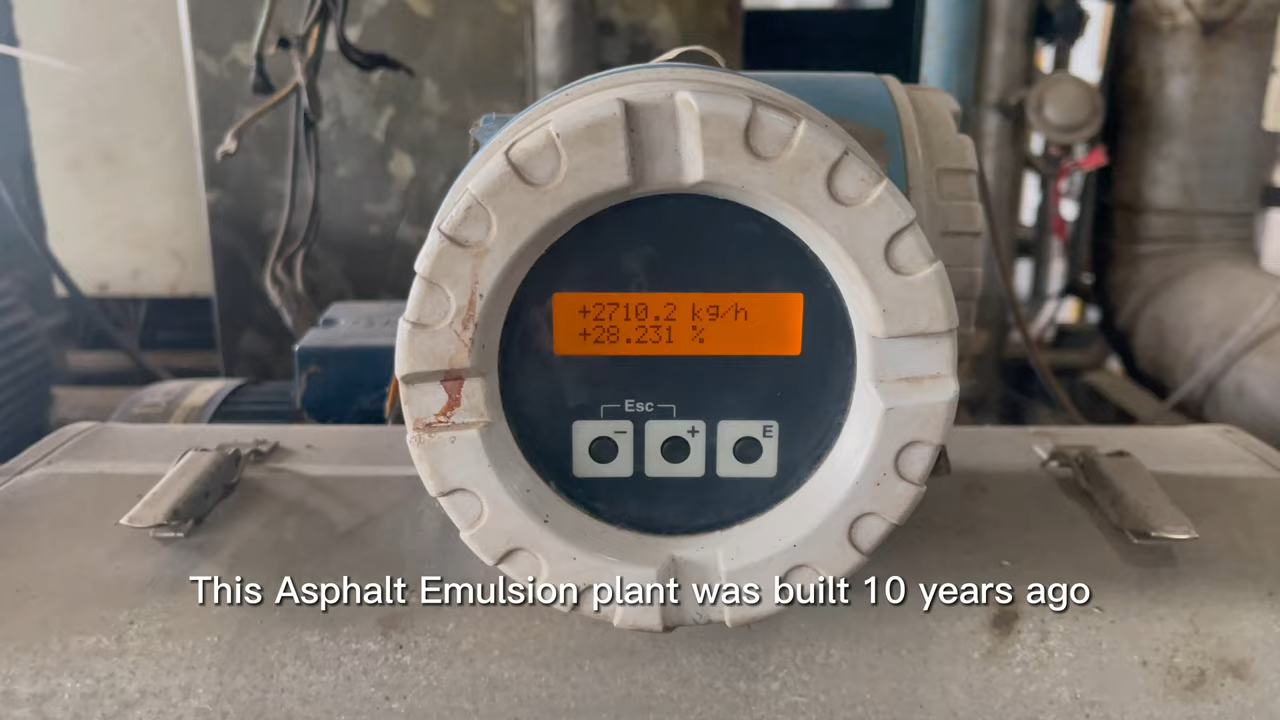 +2710.2 kg/h
+28.231 %
Esc
− + E
This Asphalt Emulsion plant was built 10 years ago